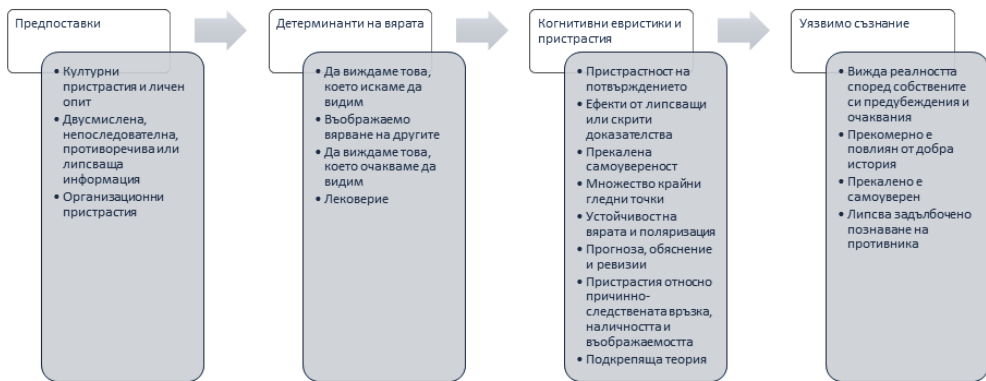 Предпоставки
• Културни
пристрастия и личен
опит
• Двусмислена,
непоследователна,
противоречива или
липсваща
информация
• Организационни
пристрастия
Детерминанти на вярата
• Да виждаме това,
което искаме да
видим
• Въображаемо
вярване на другите
• Да виждаме това,
което очакваме да
видим
• Лековерие
Когнитивни евристики и
пристрастия
• Пристрастност на
потвърждението
• Ефекти от липсващи
или скрити
доказателства
• Прекалена
самоувереност
• Множество крайни
гледни точки
• Устойчивост на
вярата и поляризация
• Прогноза, обяснение
и ревизии
• Пристрастия относно
причинно-
следствената връзка,
наличността и
въображаемостта
• Подкрепяща теория
Уязвимо съзнание
• Вижда реалността
според собствените
си предубеждения и
очаквания
• Прекомерно е
повлиян от добра
история
• Прекалено е
самоуверен
• Липсва задълбочено
познаване на
противника